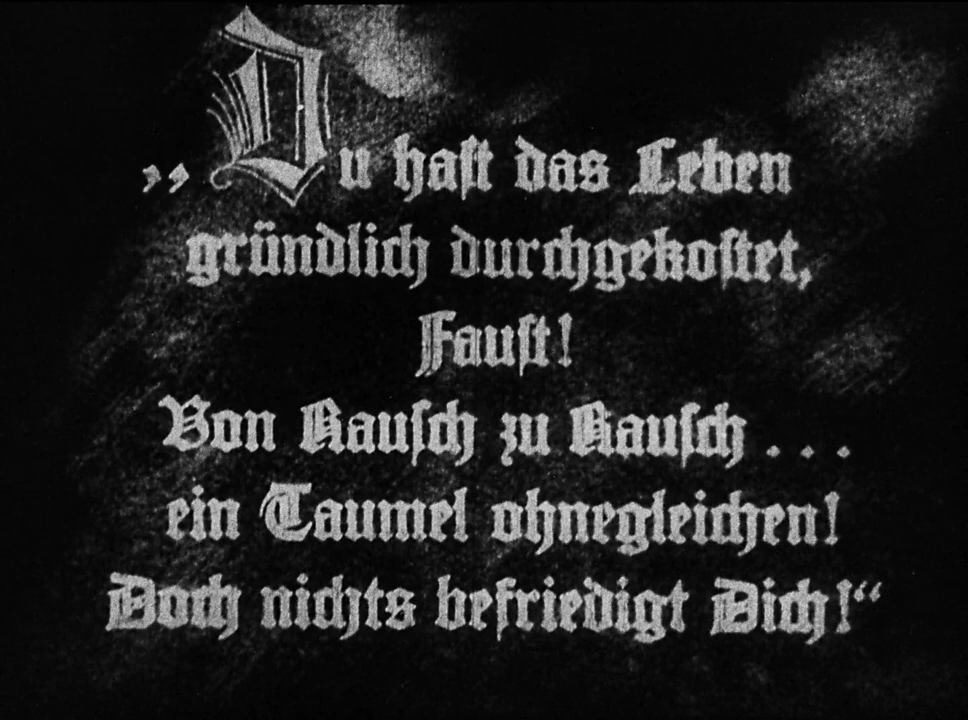 „Du hast das Leben
gründlich durchgekostet,
Faust!
Von Rausch zu Rausch . . .
ein Taumel ohnegleichen!
Doch nichts befriedigt Dich!“